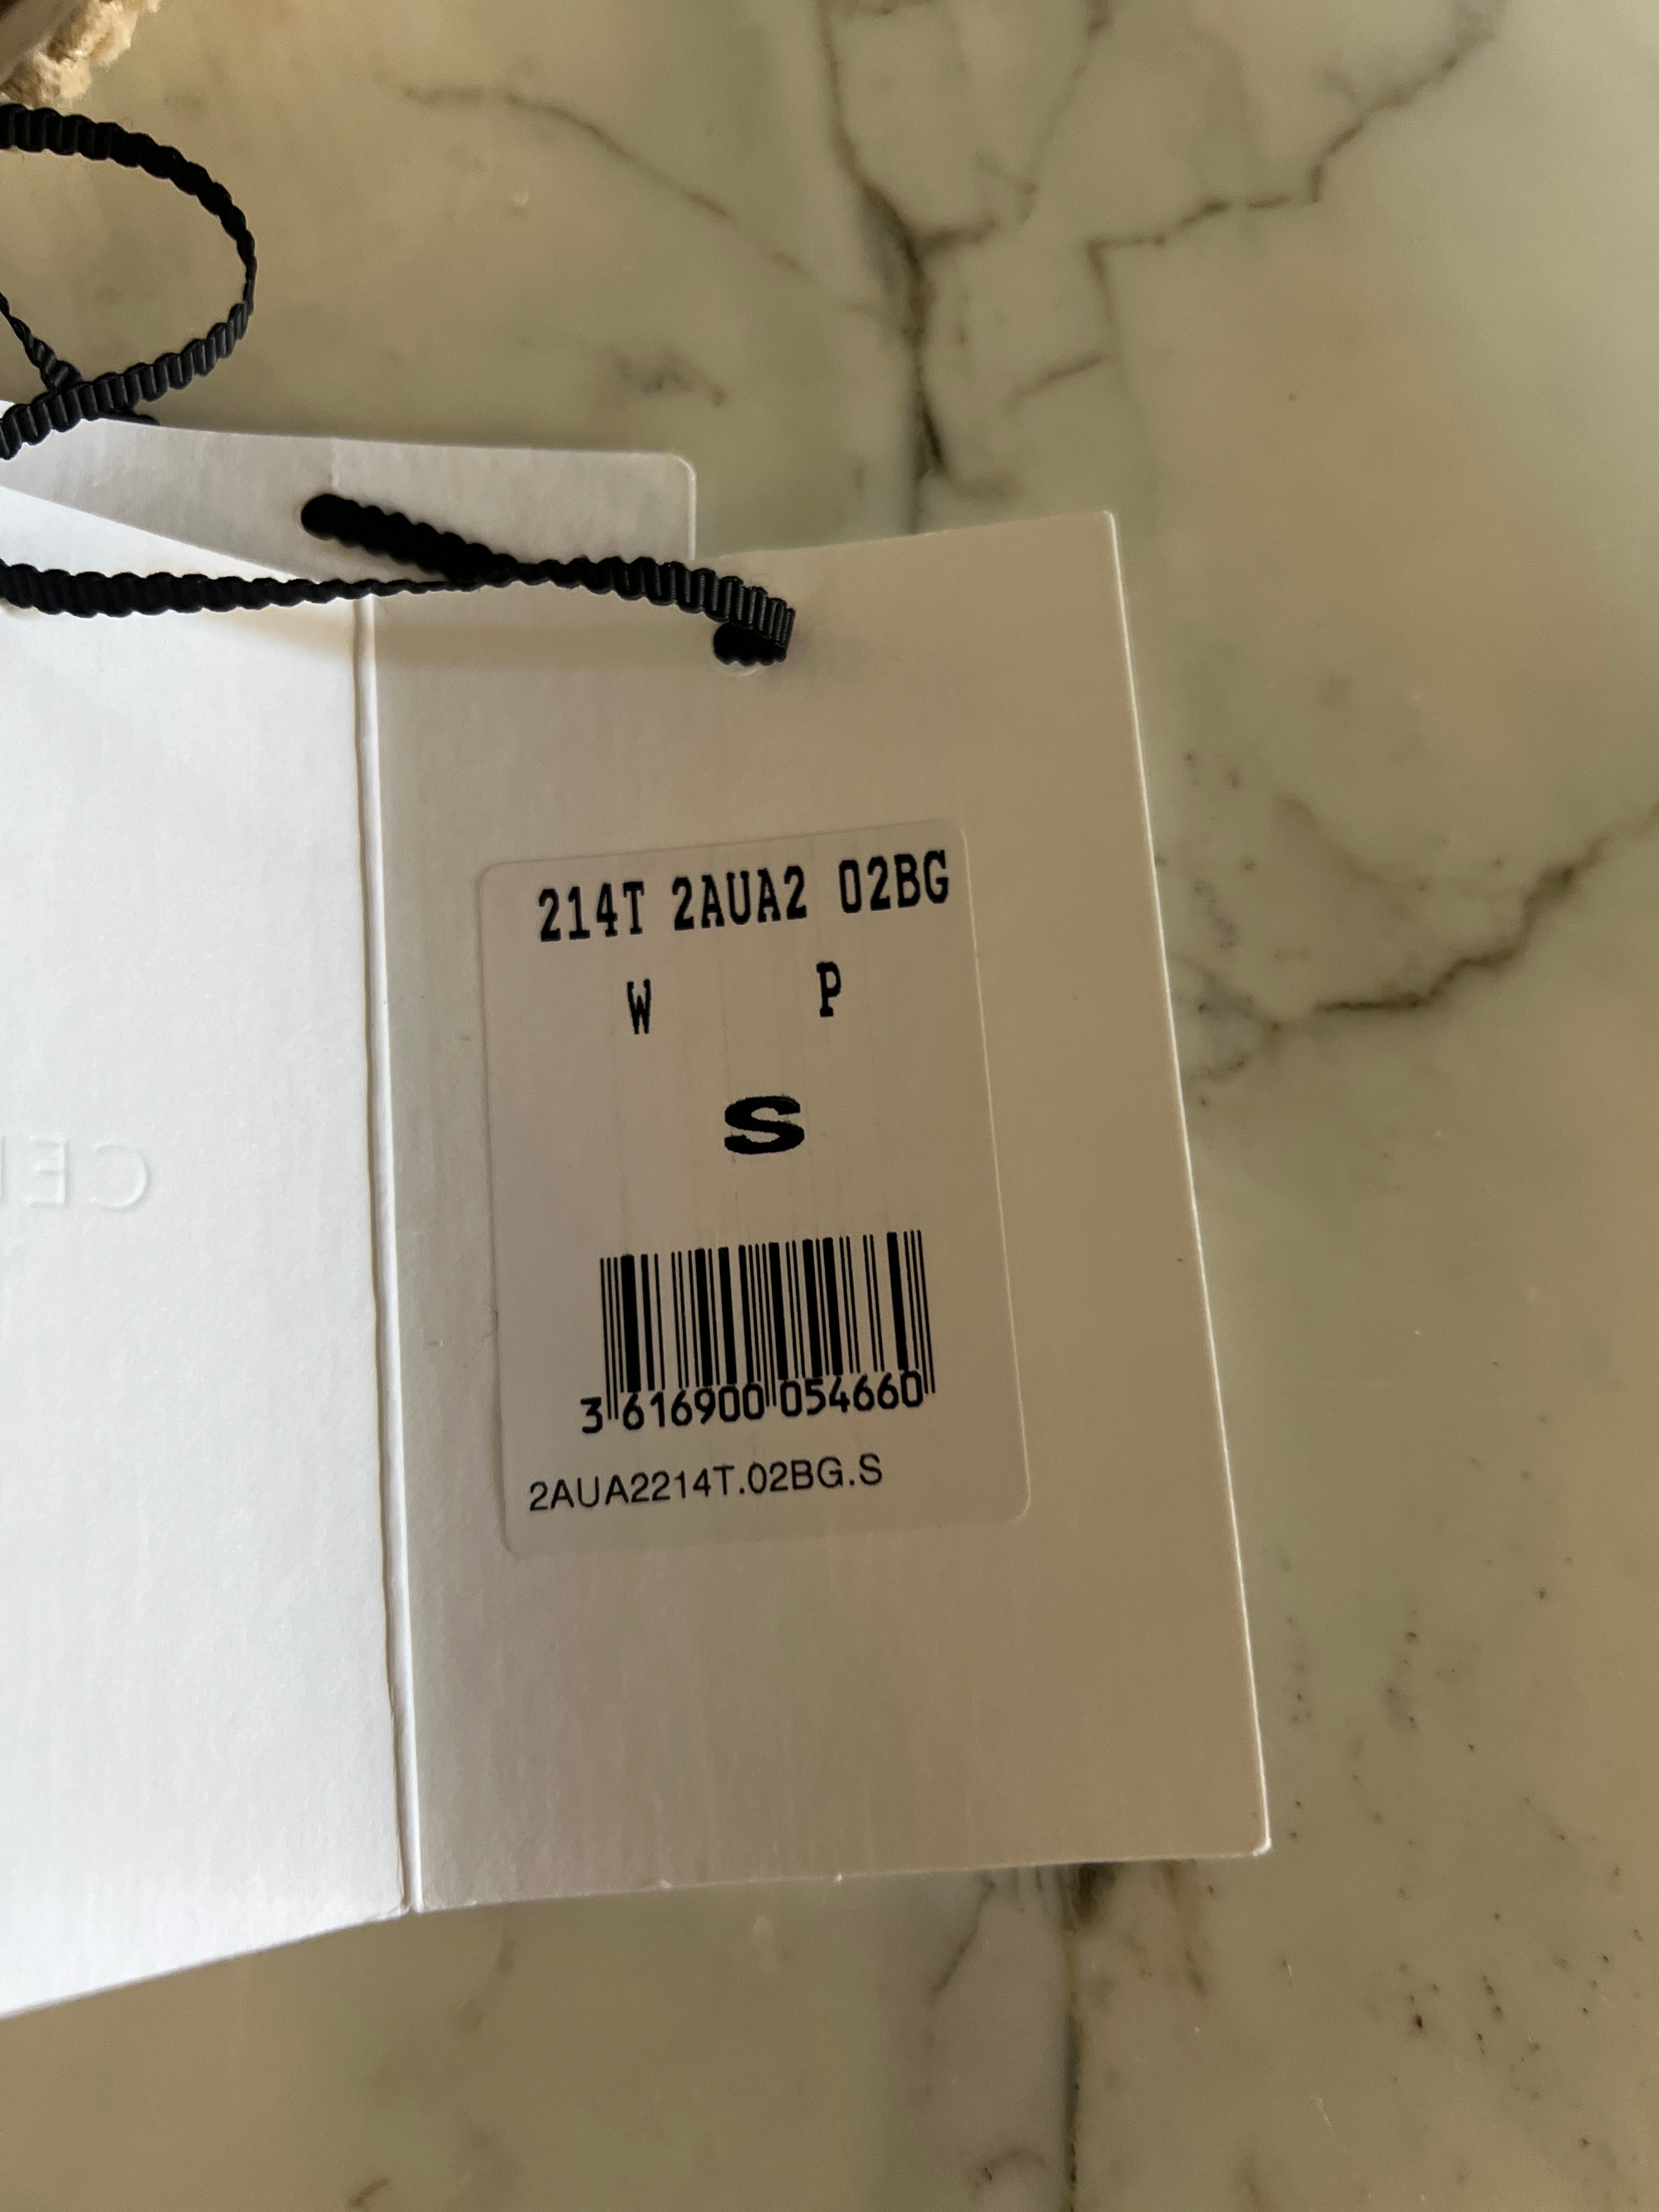 214T 2AUA2 02BG
W P
S
3 616900 054660
2AUA2214T.02BG.S